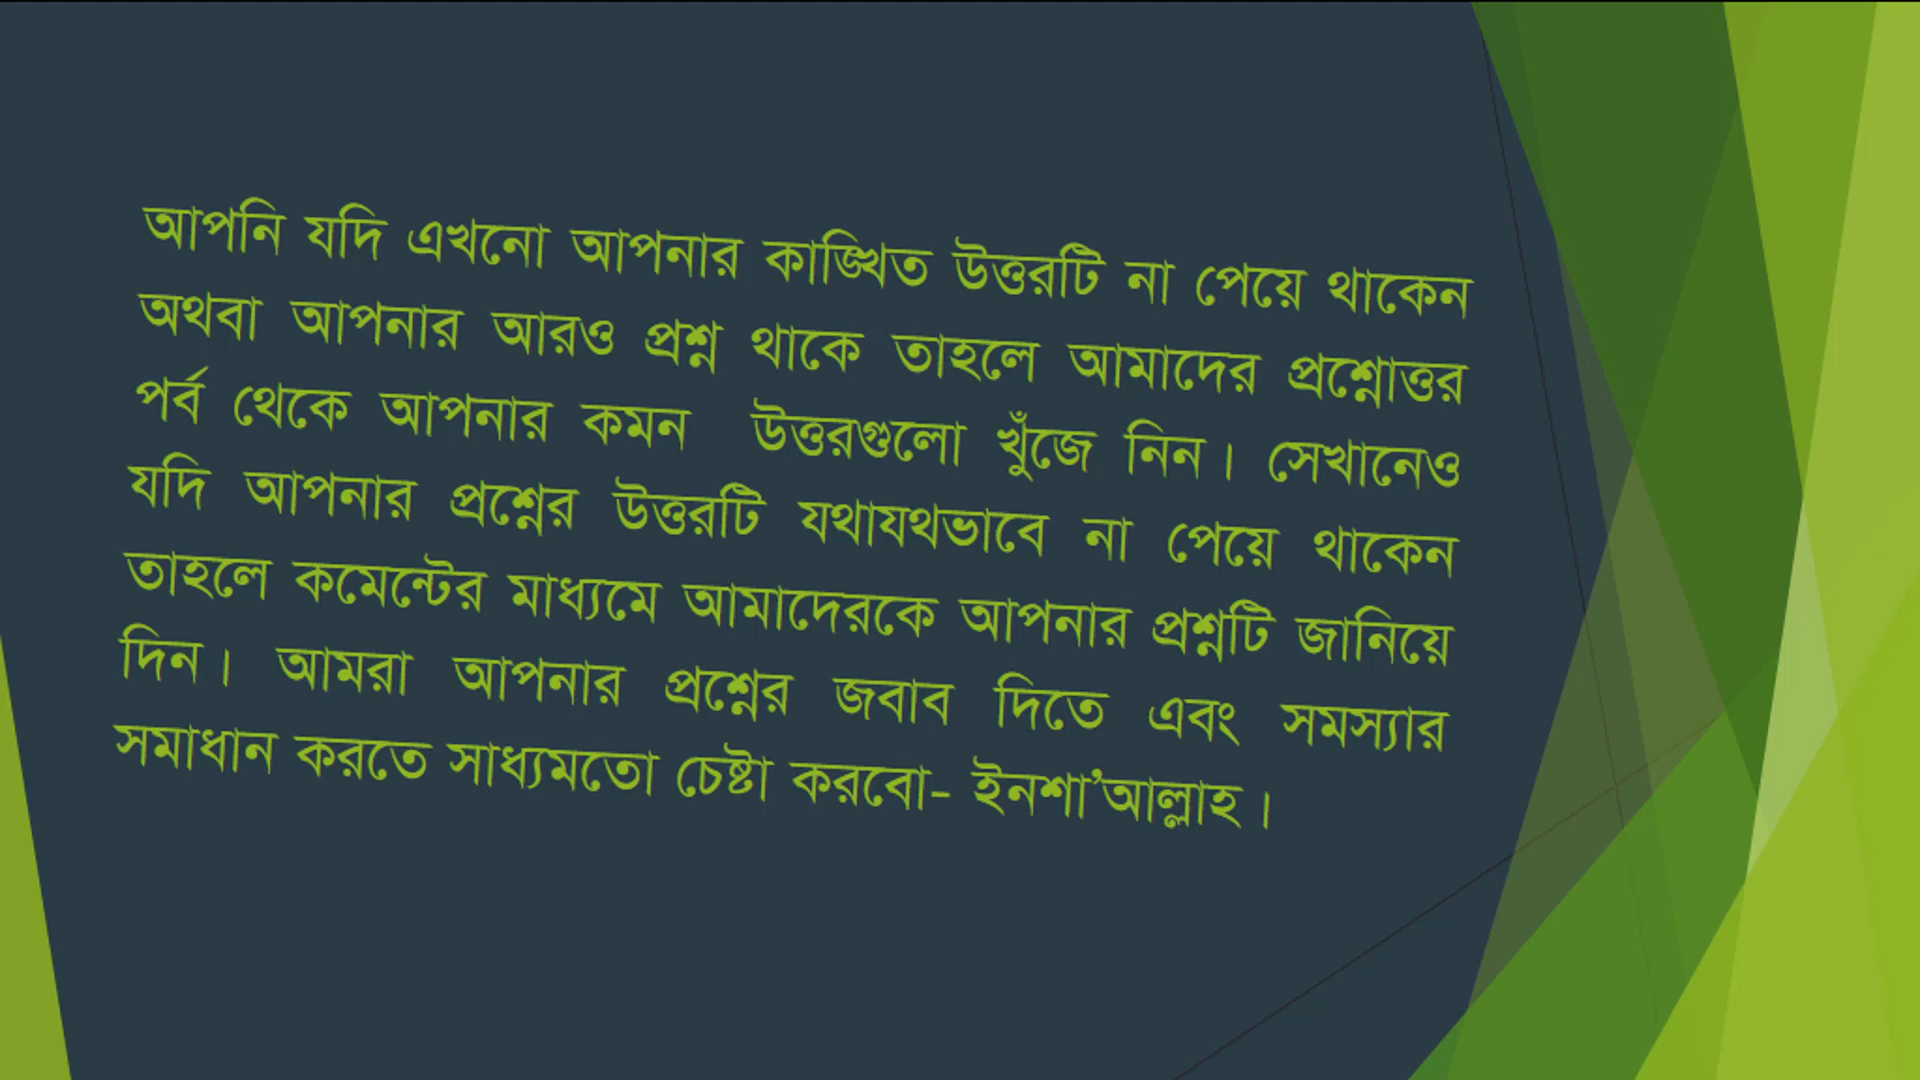 আপনি যদি এখনো আপনার কাঙ্খিত উত্তরটি না পেয়ে থাকেন
অথবা আপনার আরও প্রশ্ন থাকে তাহলে আমাদের প্রশ্নোত্তর
পর্ব থেকে আপনার কমন উত্তরগুলো খুঁজে নিন। সেখানেও
যদি আপনার প্রশ্নের উত্তরটি যথাযথভাবে না পেয়ে থাকেন
তাহলে কমেন্টের মাধ্যমে আমাদেরকে আপনার প্রশ্নটি জানিয়ে
দিন। আমরা আপনার প্রশ্নের জবাব দিতে এবং সমস্যার
সমাধান করতে সাধ্যমতো চেষ্টা করবো- ইনশা’আল্লাহ।